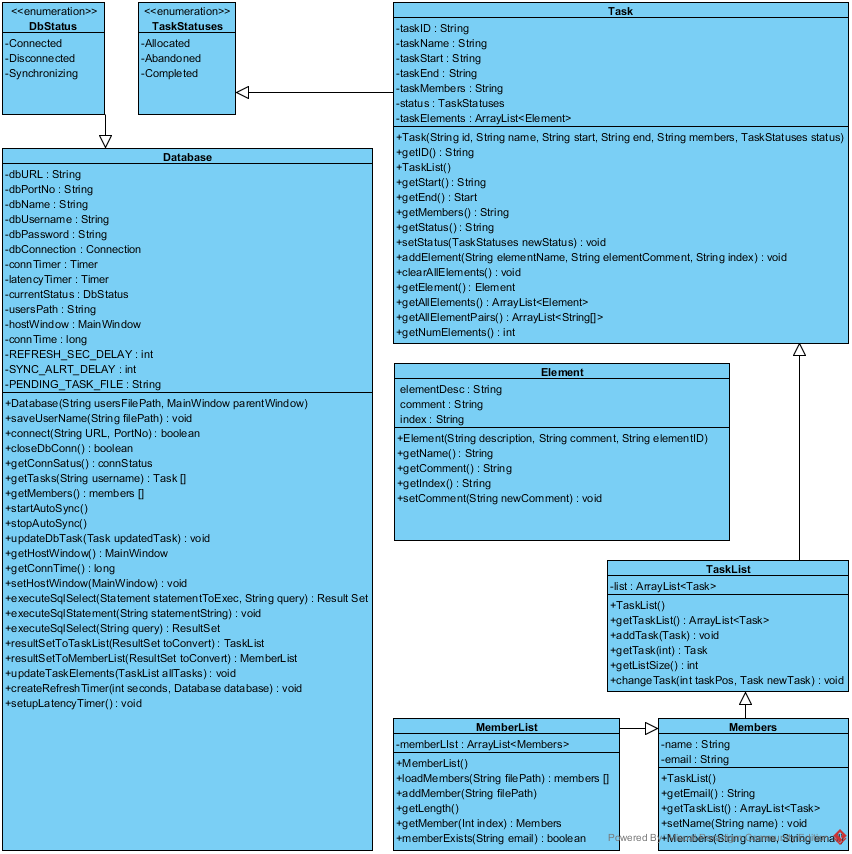 <<enumeration>>
DbStatus
-Connected
-Disconnected
-Synchronizing
<<enumeration>>
TaskStatuses
-Allocated
-Abandoned
-Completed
Task
-taskID : String
-taskName : String
-taskStart : String
-taskEnd : String
-taskMembers : String
-status : TaskStatuses
-taskElements : ArrayList<Element>
+Task(String id, String name, String start, String end, String members, TaskStatuses status)
+getID() : String
+TaskList()
+getStart() : String
+getEnd() : Start
+getMembers() : String
+getStatus() : String
+setStatus(TaskStatuses newStatus) : void
+addElement(String elementName, String elementComment, String index) : void
+clearAllElements() : void
+getElement() : Element
+getAllElements() : ArrayList<Element>
+getAllElementPairs() : ArrayList<String[]>
+getNumElements() : int
Database
-dbURL : String
-dbPortNo : String
-dbName : String
-dbUsername : String
-dbPassword : String
-dbConnection : Connection
-connTimer : Timer
-latencyTimer : Timer
-currentStatus : DbStatus
-usersPath : String
-hostWindow : MainWindow
-connTime : long
-REFRESH_SEC_DELAY : int
-SYNC_ALRT_DELAY : int
-PENDING_TASK_FILE : String
+Database(String usersFilePath, MainWindow parentWindow)
+saveUserName(String filePath) : void
+connect(String URL, PortNo) : boolean
+closeDbConn() : boolean
+getConnSatus() : connStatus
+getTasks(String username) : Task []
+getMembers() : members []
+startAutoSync()
+stopAutoSync()
+updateDbTask(Task updatedTask) : void
+getHostWindow() : MainWindow
+getConnTime() : long
+setHostWindow(MainWindow) : void
+executeSqlSelect(Statement statementToExec, String query) : Result Set
+executeSqlStatement(String statementString) : void
+executeSqlSelect(String query) : ResultSet
+resultSetToTaskList(ResultSet toConvert) : TaskList
+resultSetToMemberList(ResultSet toConvert) : MemberList
+updateTaskElements(TaskList allTasks) : void
+createRefreshTimer(int seconds, Database database) : void
+setupLatencyTimer() : void
Element
elementDesc : String
comment : String
index : String
+Element(String description, String comment, String elementID)
+getName() : String
+getComment() : String
+getIndex() : String
+setComment(String newComment) : void
TaskList
-list : ArrayList<Task>
+TaskList()
+getTaskList() : ArrayList<Task>
+addTask(Task) : void
+getTask(int) : Task
+getListSize() : int
+changeTask(int taskPos, Task newTask) : void
MemberList
-memberLIst : ArrayList<Members>
+MemberList()
+loadMembers(String filePath) : members []
+addMember(String filePath)
+getLength()
+getMember(Int index) : Members
+memberExists(String email) : boolean
Members
-name : String
-email : String
+TaskList()
+getEmail() : String
+getTaskList() : ArrayList<Task>
+setName(String name) : void
+Members(String name, String email)
Powered By